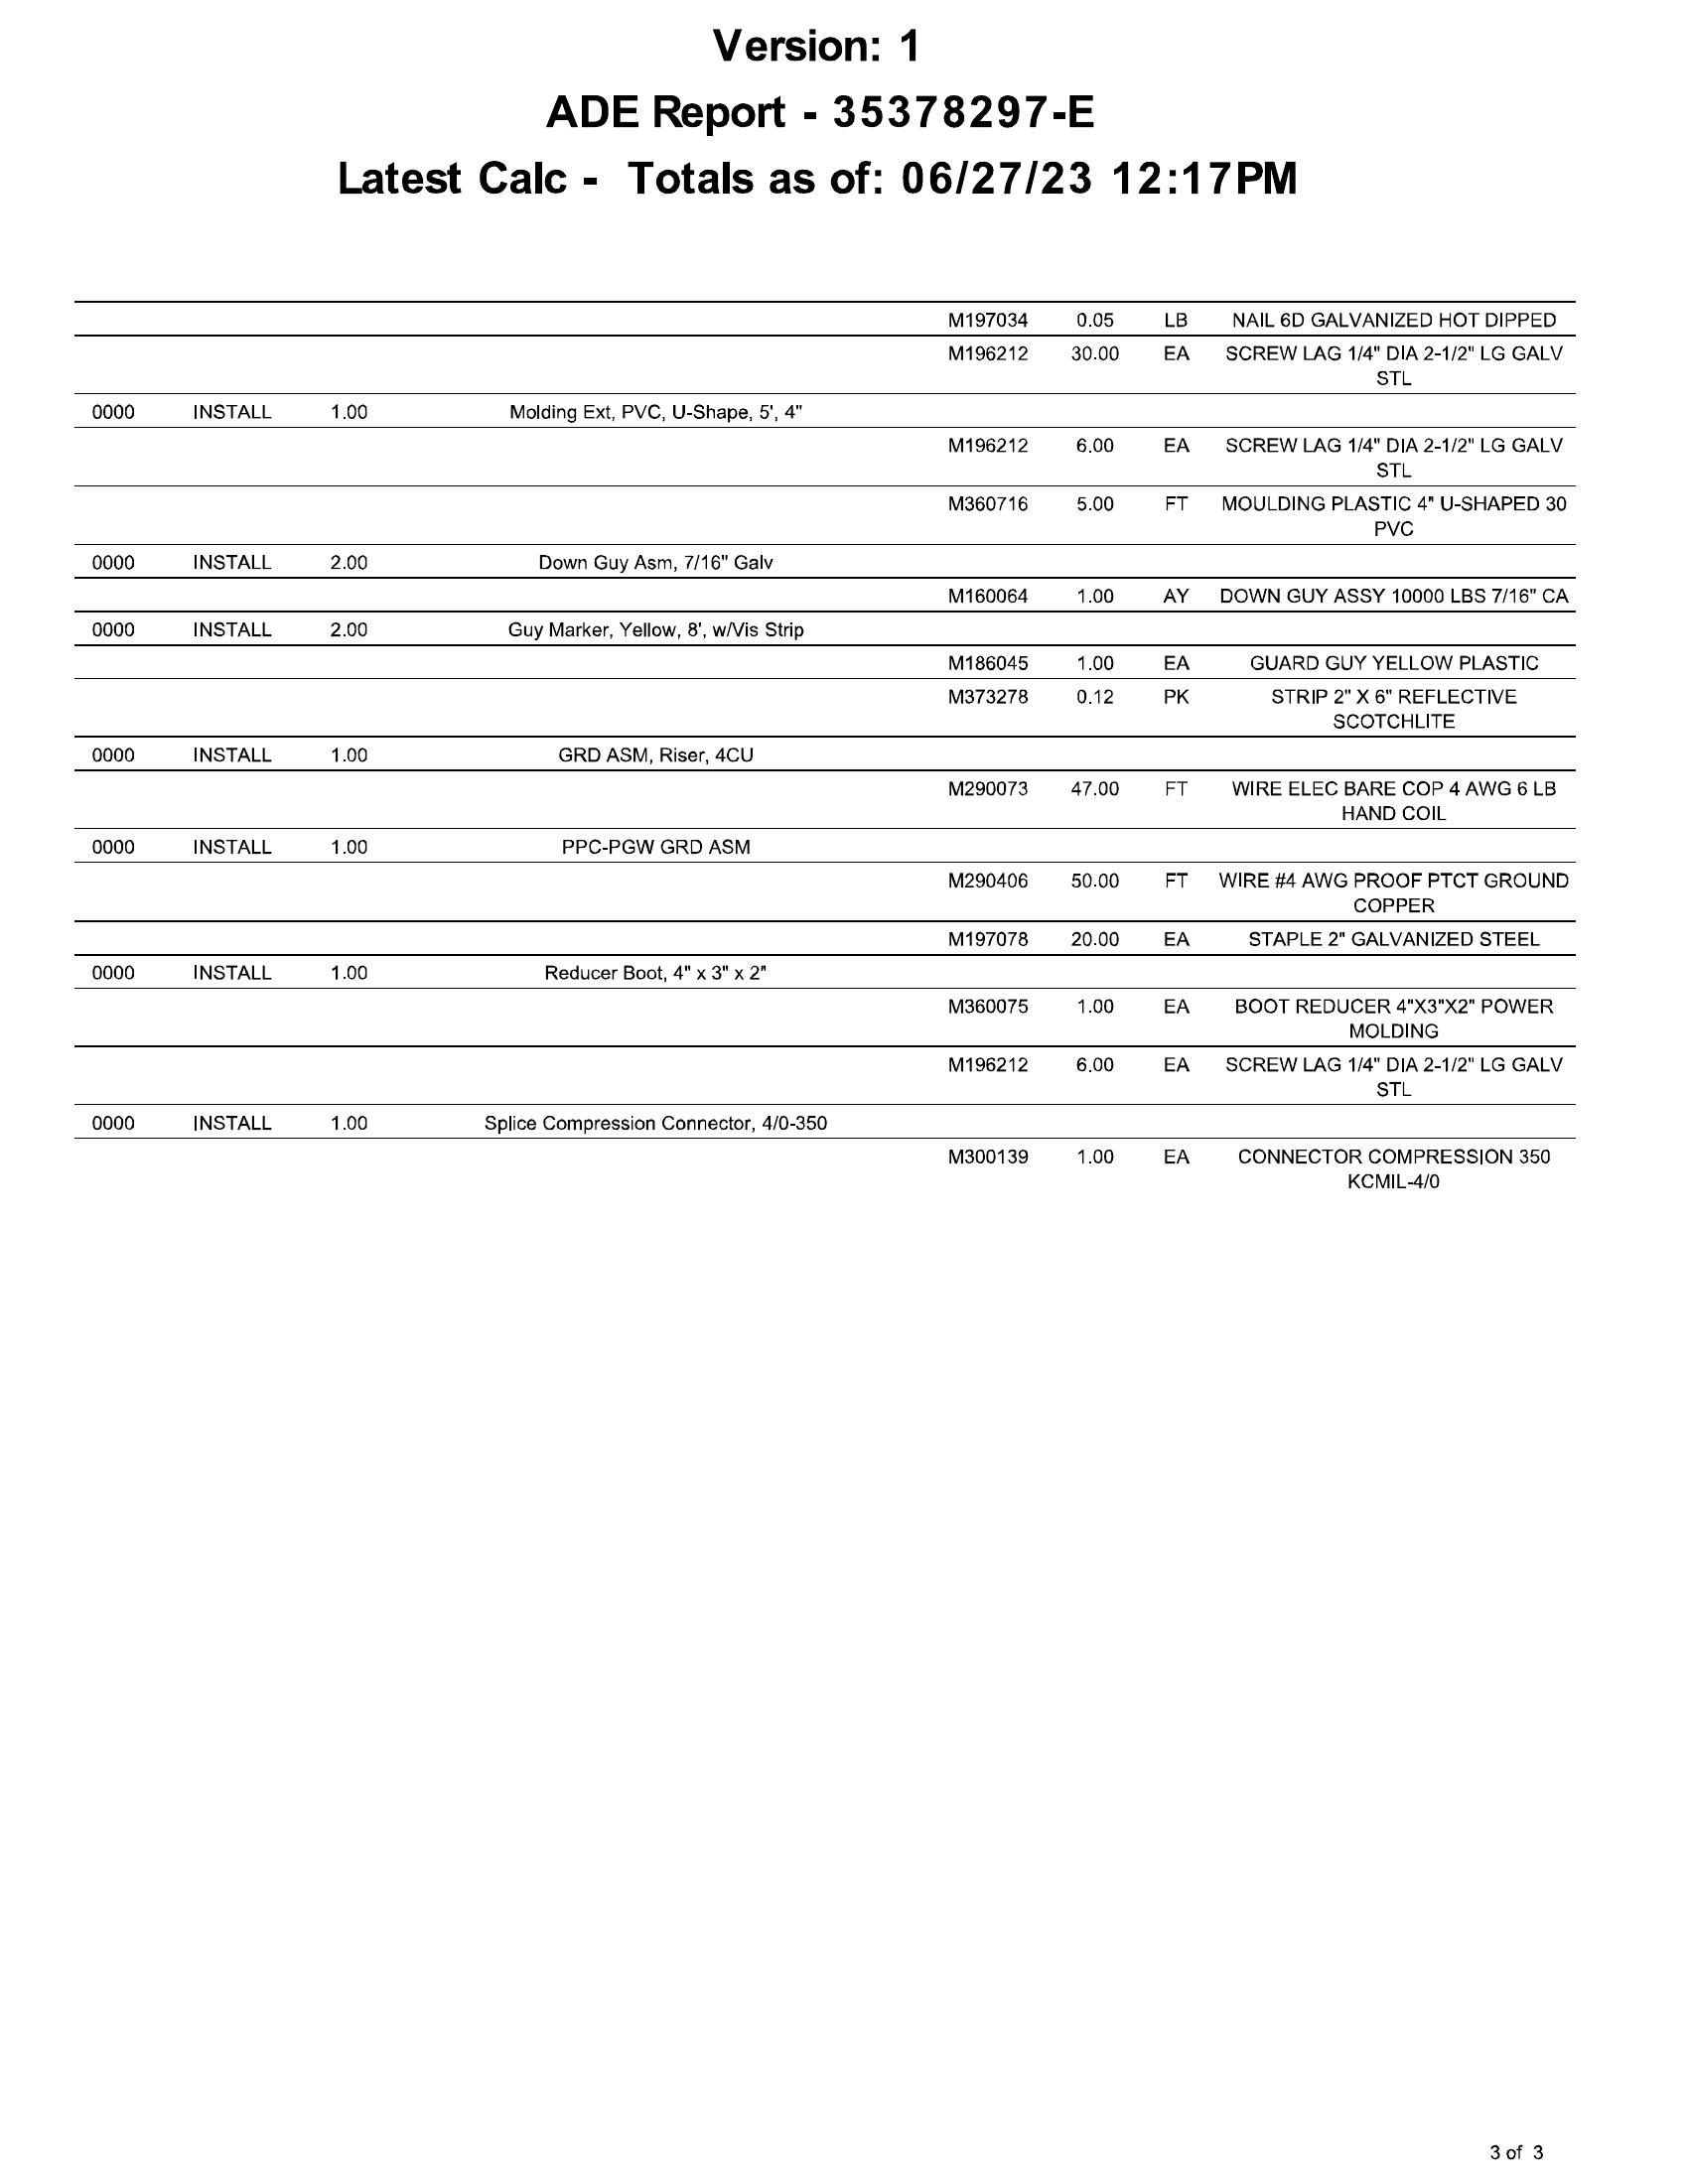 Version: 1
ADE Report - 35378297-E
Latest Calc - Totals as of: 06/27/23 12:17PM
M197034 0.05 LB NAIL 6D GALVANIZED HOT DIPPED
M196212 30.00 EA SCREW LAG 1/4" DIA 2-1/2" LG GALV
STL
0000 INSTALL 1.00 Molding Ext, PVC, U-Shape, 5', 4"
M196212 6.00 EA SCREW LAG 1/4" DIA 2-1/2" LG GALV
STL
M360716 5.00 FT MOULDING PLASTIC 4" U-SHAPED 30
PVC
0000 INSTALL 2.00 Down Guy Asm, 7/16" Galv
M160064 1.00 AY DOWN GUY ASSY 10000 LBS 7/16" CA
0000 INSTALL 2.00 Guy Marker, Yellow, 8', w/Vis Strip
M186045 1.00 EA GUARD GUY YELLOW PLASTIC
M373278 0.12 PK STRIP 2" X 6" REFLECTIVE
SCOTCHLITE
0000 INSTALL 1.00 GRD ASM, Riser, 4CU
M290073 47.00 FT WIRE ELEC BARE COP 4 AWG 6 LB
HAND COIL
0000 INSTALL 1.00 PPC-PGW GRD ASM
M290406 50.00 FT WIRE #4 AWG PROOF PTCT GROUND
COPPER
M197078 20.00 EA STAPLE 2" GALVANIZED STEEL
0000 INSTALL 1.00 Reducer Boot, 4" x 3" x 2"
M360075 1.00 EA BOOT REDUCER 4"X3"X2" POWER
MOLDING
M196212 6.00 EA SCREW LAG 1/4" DIA 2-1/2" LG GALV
STL
0000 INSTALL 1.00 Splice Compression Connector, 4/0-350
M300139 1.00 EA CONNECTOR COMPRESSION 350
KCMIL-4/0
3 of 3